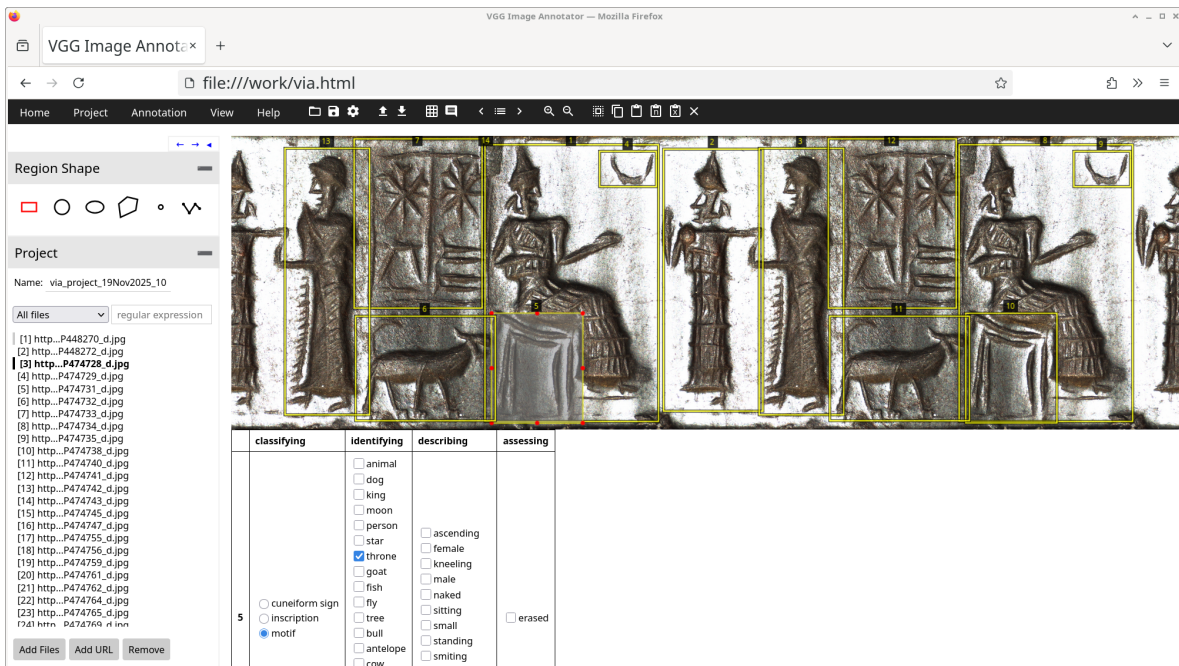 VGG Image Annotator — Mozilla Firefox
VGG Image Annota
file:///work/via.html
Home Project Annotation View Help
Region Shape
Project
Name: via_project_19Nov2025_10
All files regular expression
[1] http...P448270_d.jpg
[2] http...P448272_d.jpg
[3] http...P474728_d.jpg
[4] http...P474729_d.jpg
[5] http...P474731_d.jpg
[6] http...P474732_d.jpg
[7] http...P474733_d.jpg
[8] http...P474734_d.jpg
[9] http...P474735_d.jpg
[10] http...P474738_d.jpg
[11] http...P474740_d.jpg
[12] http...P474741_d.jpg
[13] http...P474742_d.jpg
[14] http...P474743_d.jpg
[15] http...P474745_d.jpg
[16] http...P474747_d.jpg
[17] http...P474755_d.jpg
[18] http...P474756_d.jpg
[19] http...P474759_d.jpg
[20] http...P474761_d.jpg
[21] http...P474762_d.jpg
[22] http...P474764_d.jpg
[23] http...P474765_d.jpg
[24] http...P474769_d.jpg
Add Files Add URL Remove
13 7 14 1 4 2 3 12 8 9
6 5 11 10
classifying identifying describing assessing
5
cuneiform sign
inscription
motif
animal
dog
king
moon
person
star
throne
goat
fish
fly
tree
bull
antelope
cow
ascending
female
kneeling
male
naked
sitting
small
standing
smiting
erased